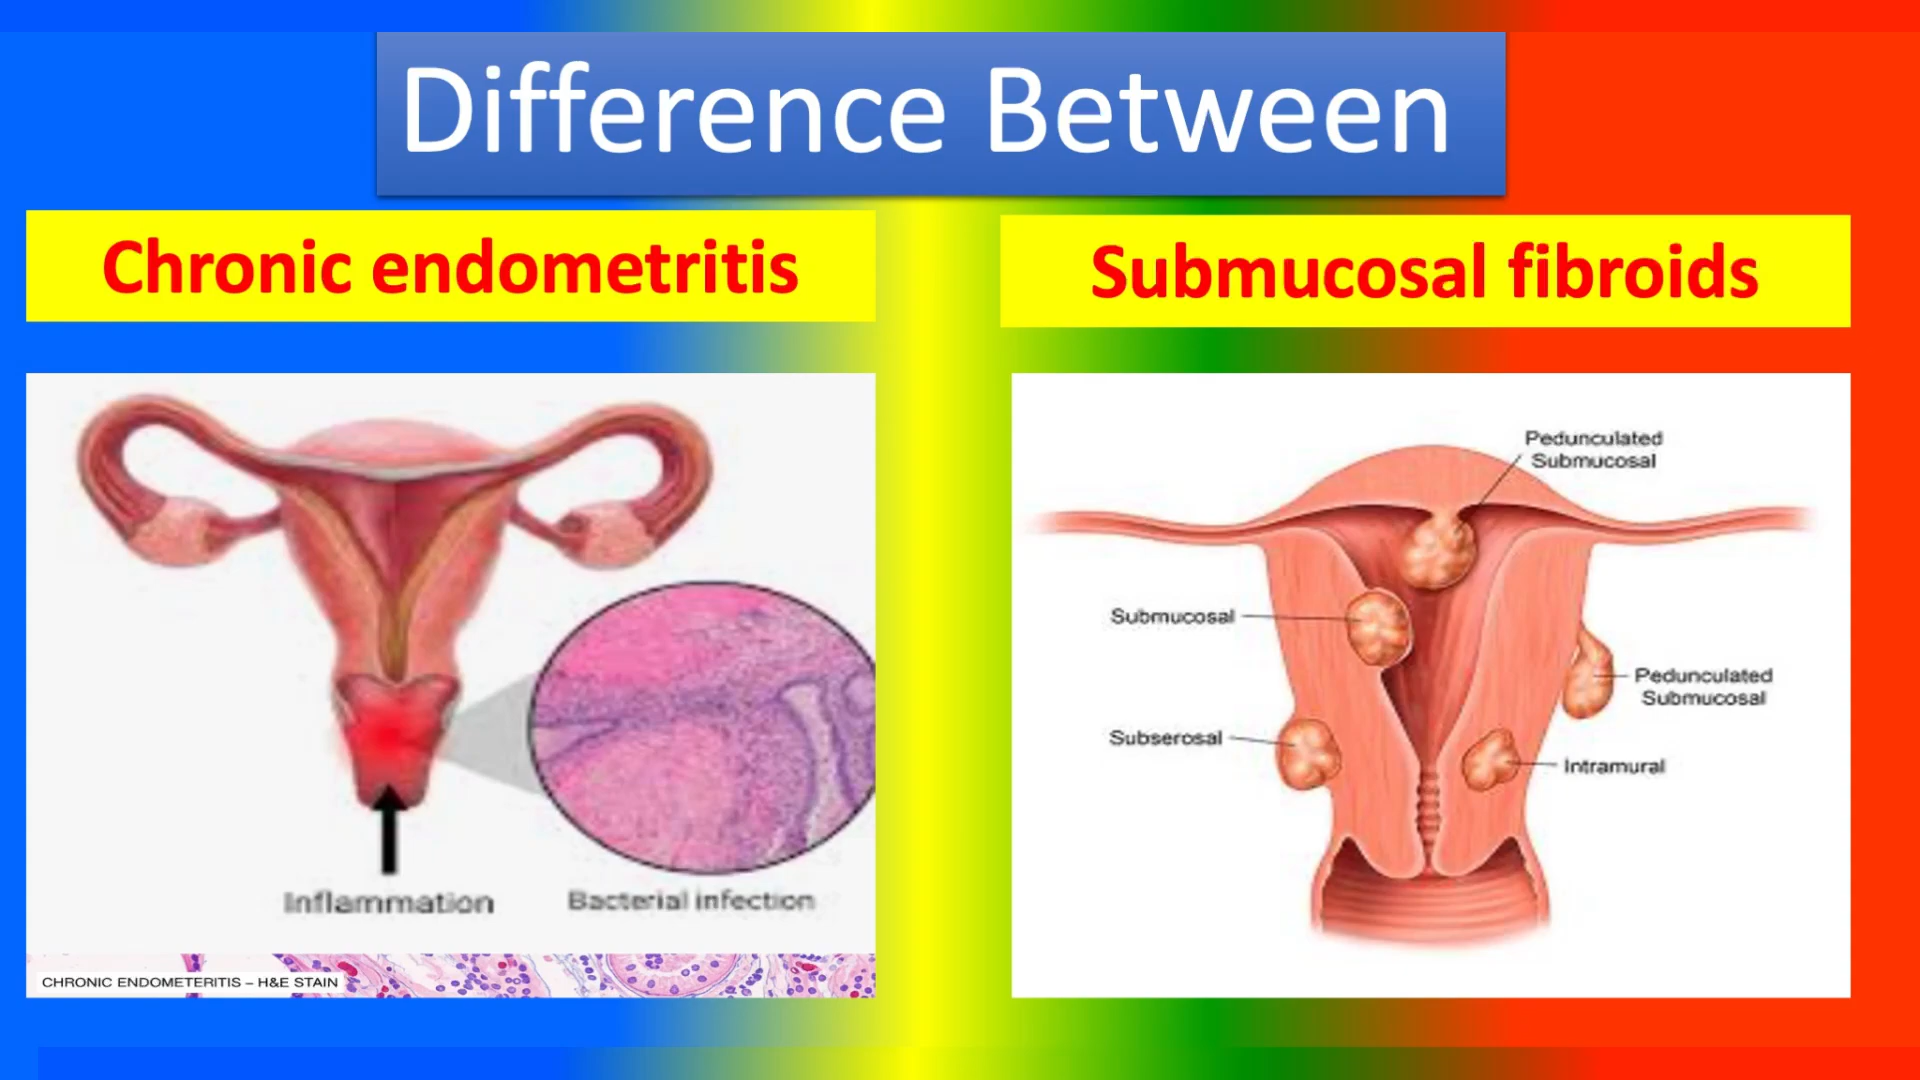 Difference Between
Chronic endometritis
Submucosal fibroids
Inflammation
Bacterial infection
CHRONIC ENDOMETERITIS – H&E STAIN
Pedunculated
Submucosal
Submucosal
Pedunculated
Submucosal
Subserosal
Intramural